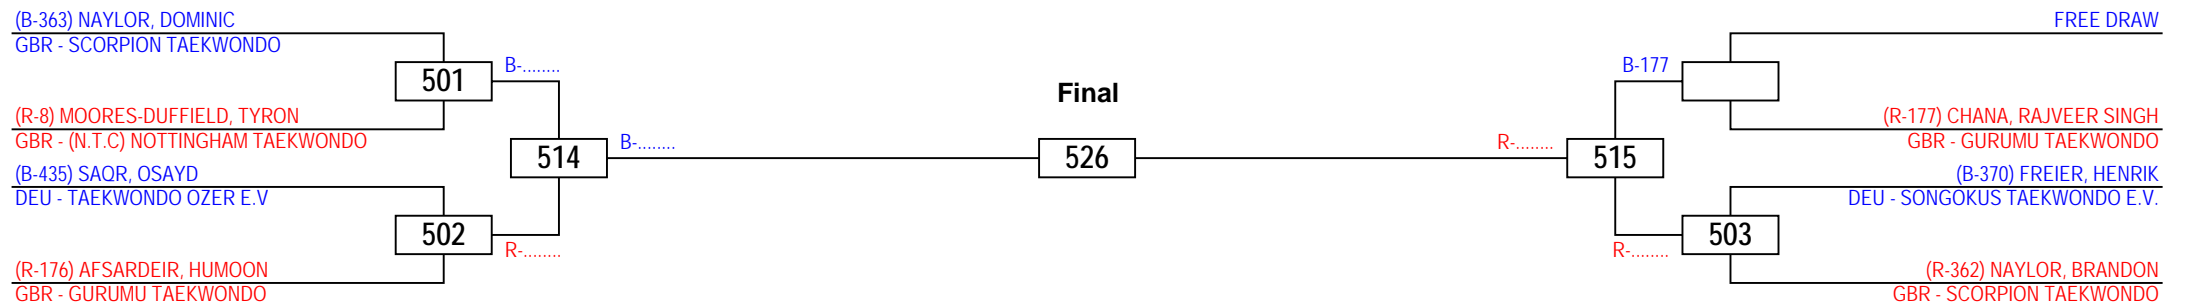 (B-363) NAYLOR, DOMINIC
GBR - SCORPION TAEKWONDO
501
B-........
(R-8) MOORES-DUFFIELD, TYRON
GBR - (N.T.C) NOTTINGHAM TAEKWONDO
514
B-........
(B-435) SAQR, OSAYD
DEU - TAEKWONDO OZER E.V
502
R-........
(R-176) AFSARDEIR, HUMOON
GBR - GURUMU TAEKWONDO
Final
526
FREE DRAW
B-177
(R-177) CHANA, RAJVEER SINGH
GBR - GURUMU TAEKWONDO
R-........
515
(B-370) FREIER, HENRIK
DEU - SONGOKUS TAEKWONDO E.V.
503
R-........
(R-362) NAYLOR, BRANDON
GBR - SCORPION TAEKWONDO